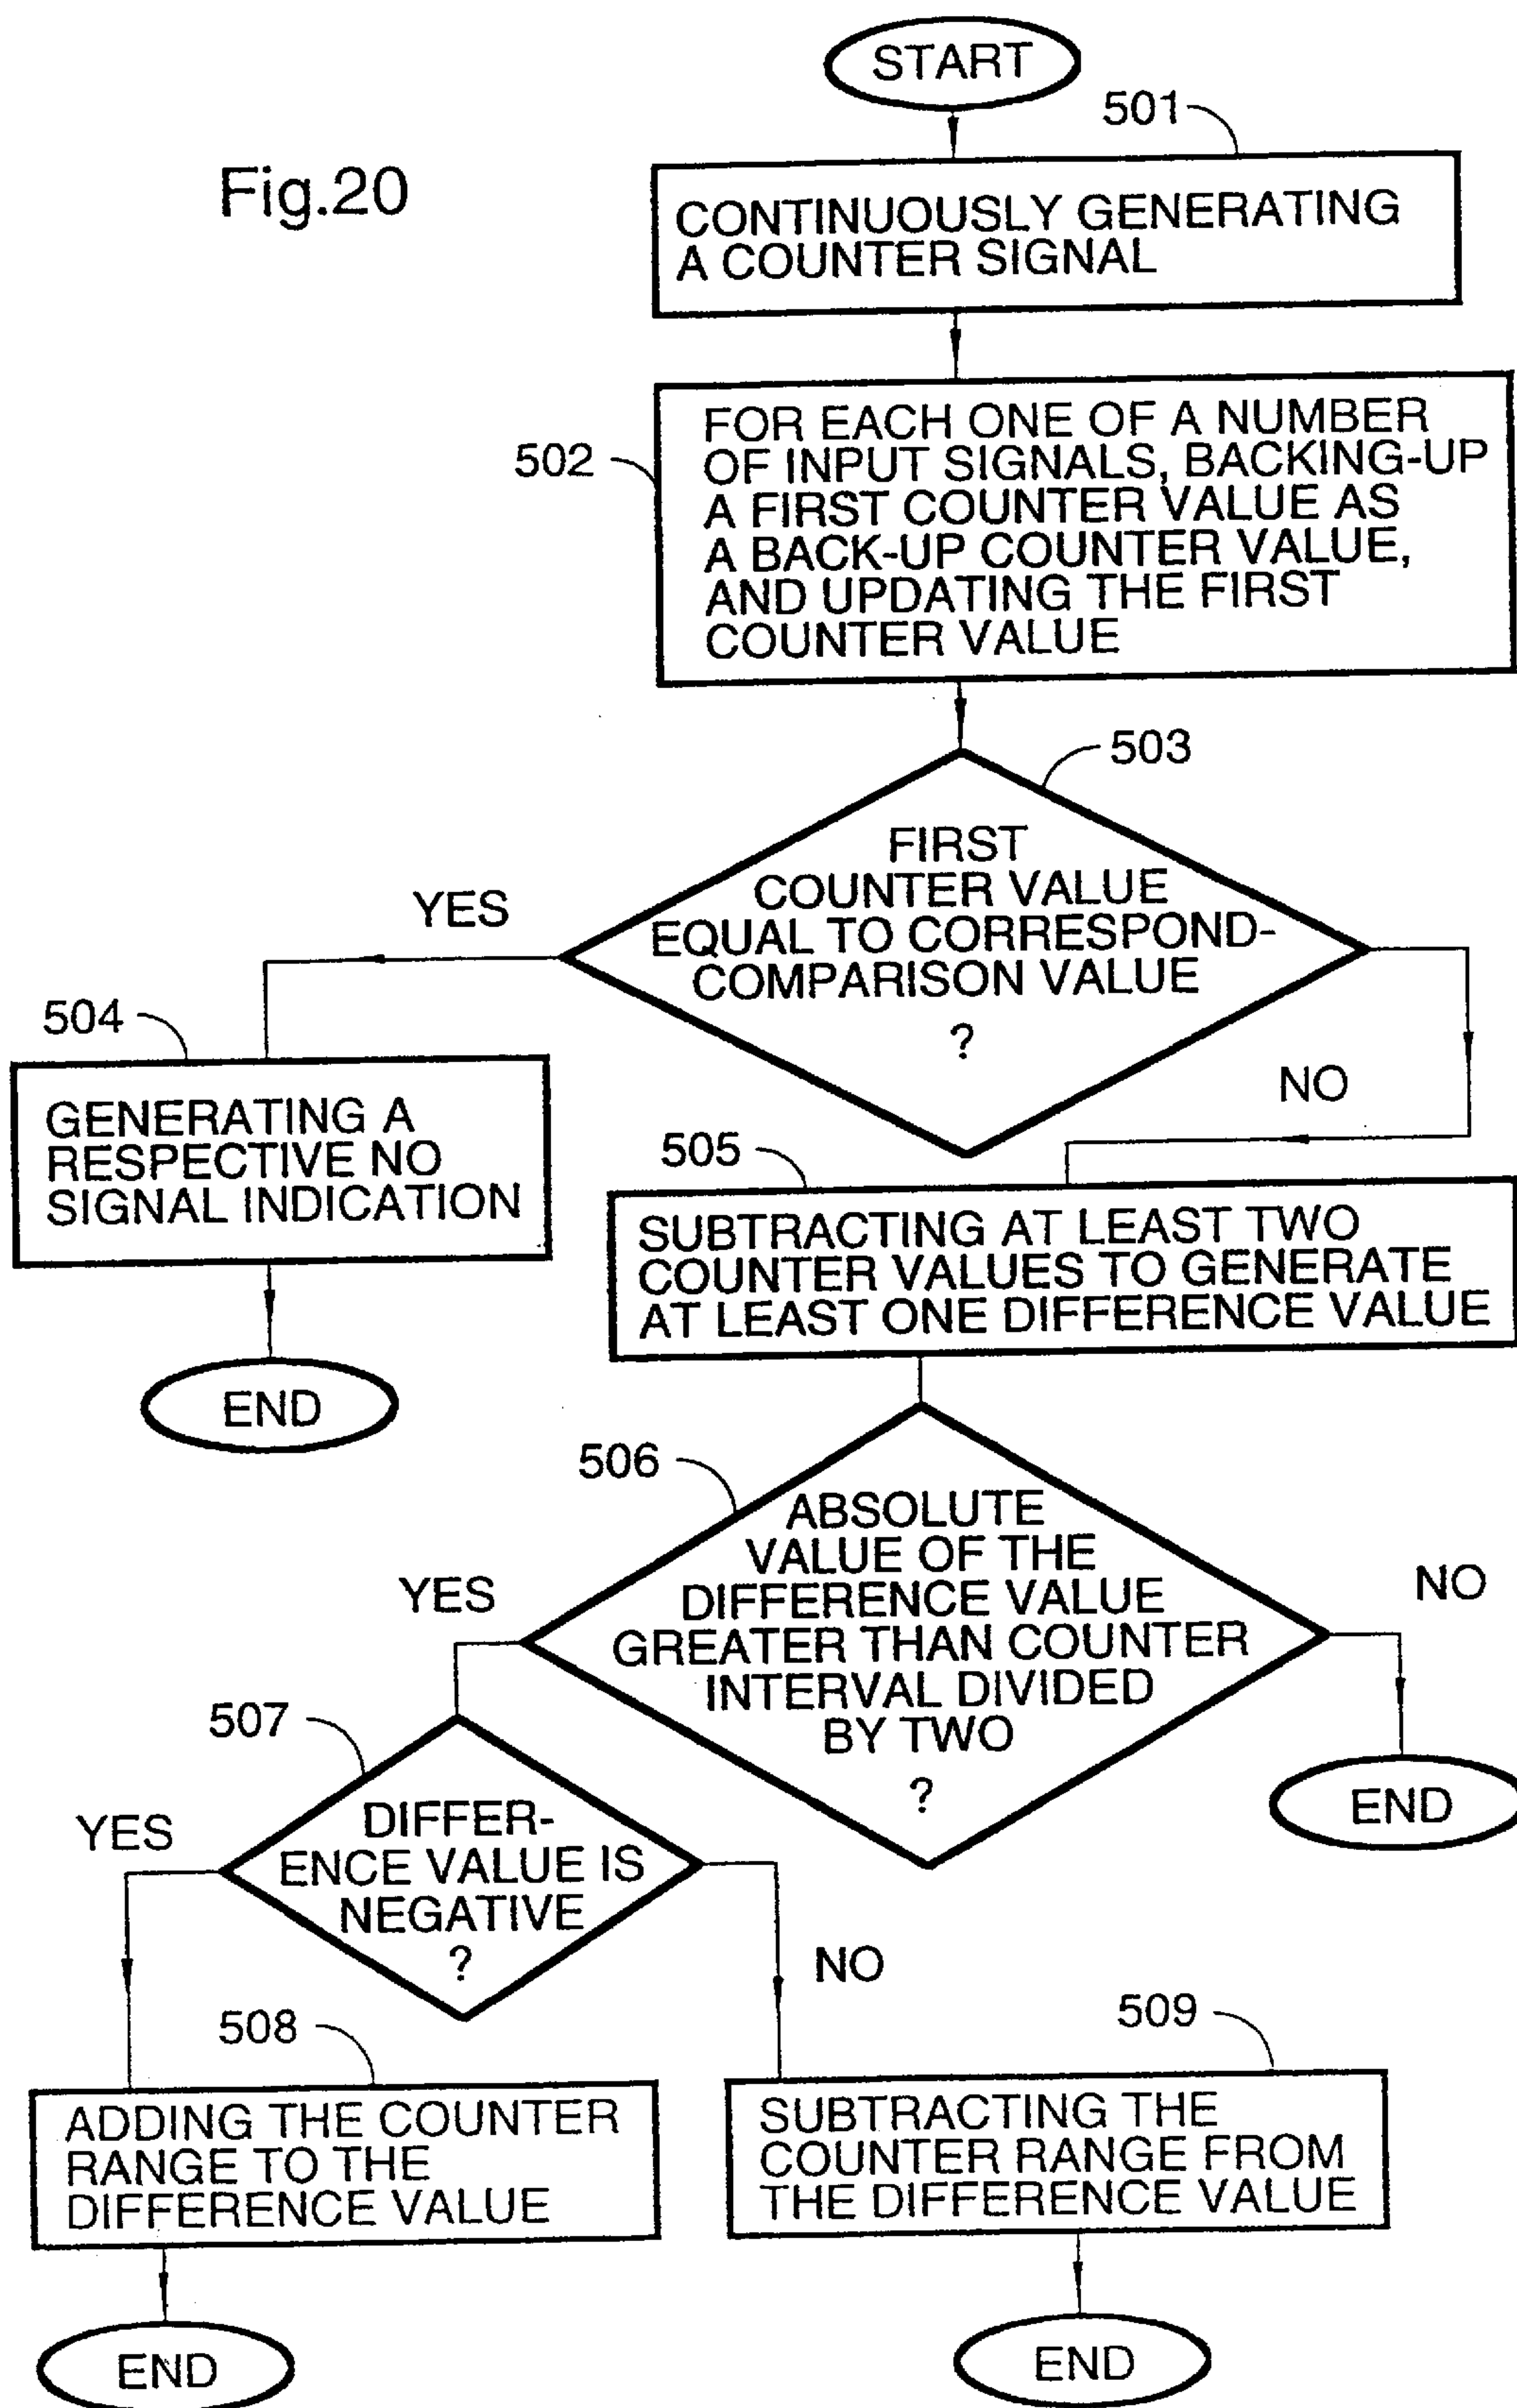 START
501
Fig.20
CONTINUOUSLY GENERATING
A COUNTER SIGNAL
502
FOR EACH ONE OF A NUMBER
OF INPUT SIGNALS, BACKING-UP
A FIRST COUNTER VALUE AS
A BACK-UP COUNTER VALUE,
AND UPDATING THE FIRST
COUNTER VALUE
503
FIRST
COUNTER VALUE
EQUAL TO CORRESPOND-
COMPARISON VALUE
?
YES
NO
504
GENERATING A
RESPECTIVE NO
SIGNAL INDICATION
END
505
SUBTRACTING AT LEAST TWO
COUNTER VALUES TO GENERATE
AT LEAST ONE DIFFERENCE VALUE
506
ABSOLUTE
VALUE OF THE
DIFFERENCE VALUE
GREATER THAN COUNTER
INTERVAL DIVIDED
BY TWO
?
YES
NO
END
507
DIFFER-
ENCE VALUE IS
NEGATIVE
?
YES
NO
508
ADDING THE COUNTER
RANGE TO THE
DIFFERENCE VALUE
END
509
SUBTRACTING THE
COUNTER RANGE FROM
THE DIFFERENCE VALUE
END